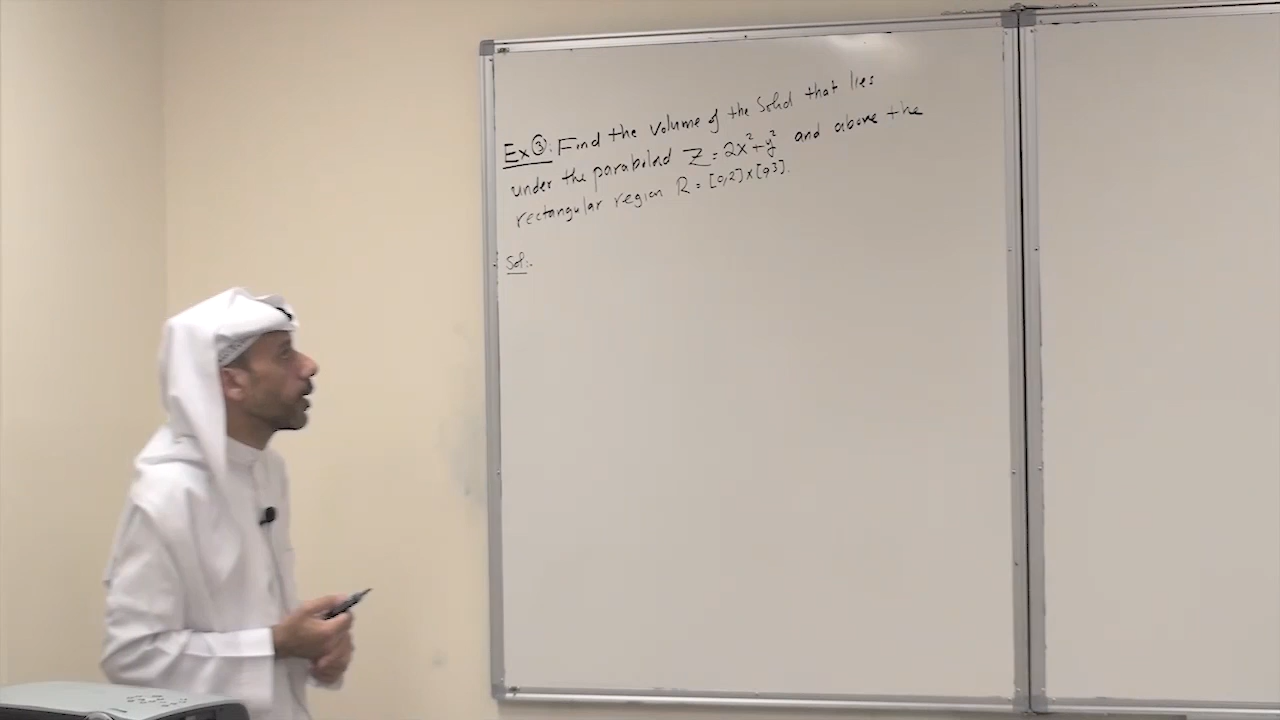 Ex③: Find the volume of the Solid that lies
under the paraboloid Z = 2x²+y² and above the
rectangular region R = [0,2]x[0,3].
Sol:.